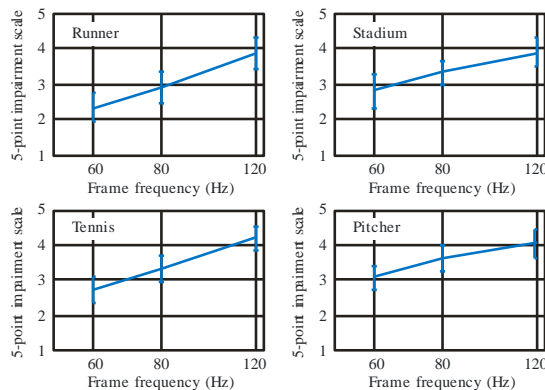 5
4
3
2
1
5-point impairment scale
Runner
60
80
120
Frame frequency (Hz)
5
4
3
2
1
5-point impairment scale
Stadium
60
80
120
Frame frequency (Hz)
5
4
3
2
1
5-point impairment scale
Tennis
60
80
120
Frame frequency (Hz)
5
4
3
2
1
5-point impairment scale
Pitcher
60
80
120
Frame frequency (Hz)